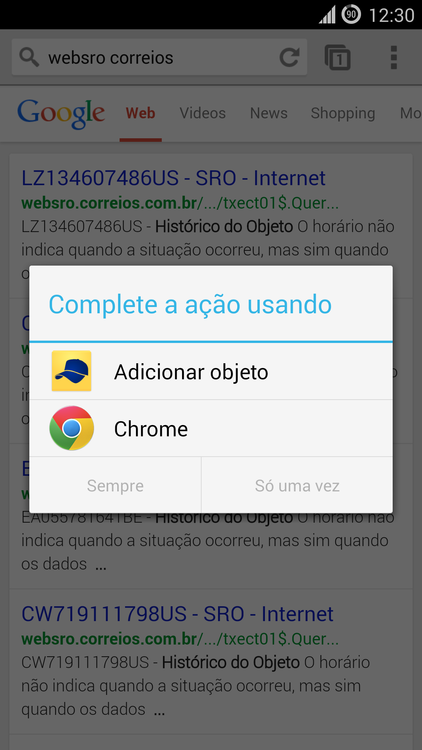 90 12:30
websro correios 1
Google Web Videos News Shopping Mo
LZ134607486US - SRO - Internet
websro.correios.com.br/.../txect01$.Quer...
LZ134607486US - Histórico do Objeto O horário não
indica quando a situação ocorreu, mas sim quando
Complete a ação usando
Adicionar objeto
Chrome
Sempre Só uma vez
EA055781641BE - Histórico do Objeto O horário não
indica quando a situação ocorreu, mas sim quando
os dados ...
CW719111798US - SRO - Internet
websro.correios.com.br/.../txect01$.Quer...
CW719111798US - Histórico do Objeto O horário
não indica quando a situação ocorreu, mas sim
quando os dados ...